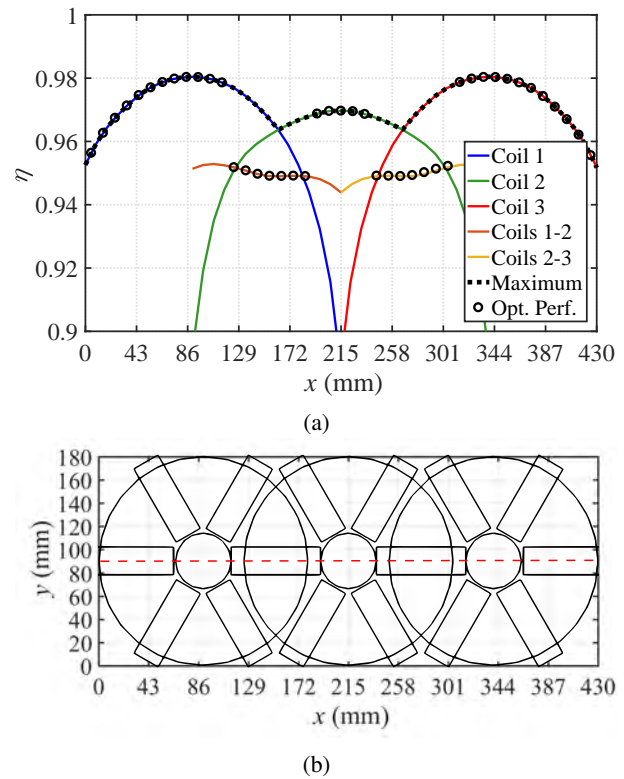 1
0.98
0.96
0.94
0.92
0.9
η
0 43 86 129 172 215 258 301 344 387 430
x (mm)
Coil 1
Coil 2
Coil 3
Coils 1-2
Coils 2-3
Maximum
Opt. Perf.
(a)
180
160
140
120
100
80
60
40
20
0
y (mm)
0 43 86 129 172 215 258 301 344 387 430
x (mm)
(b)